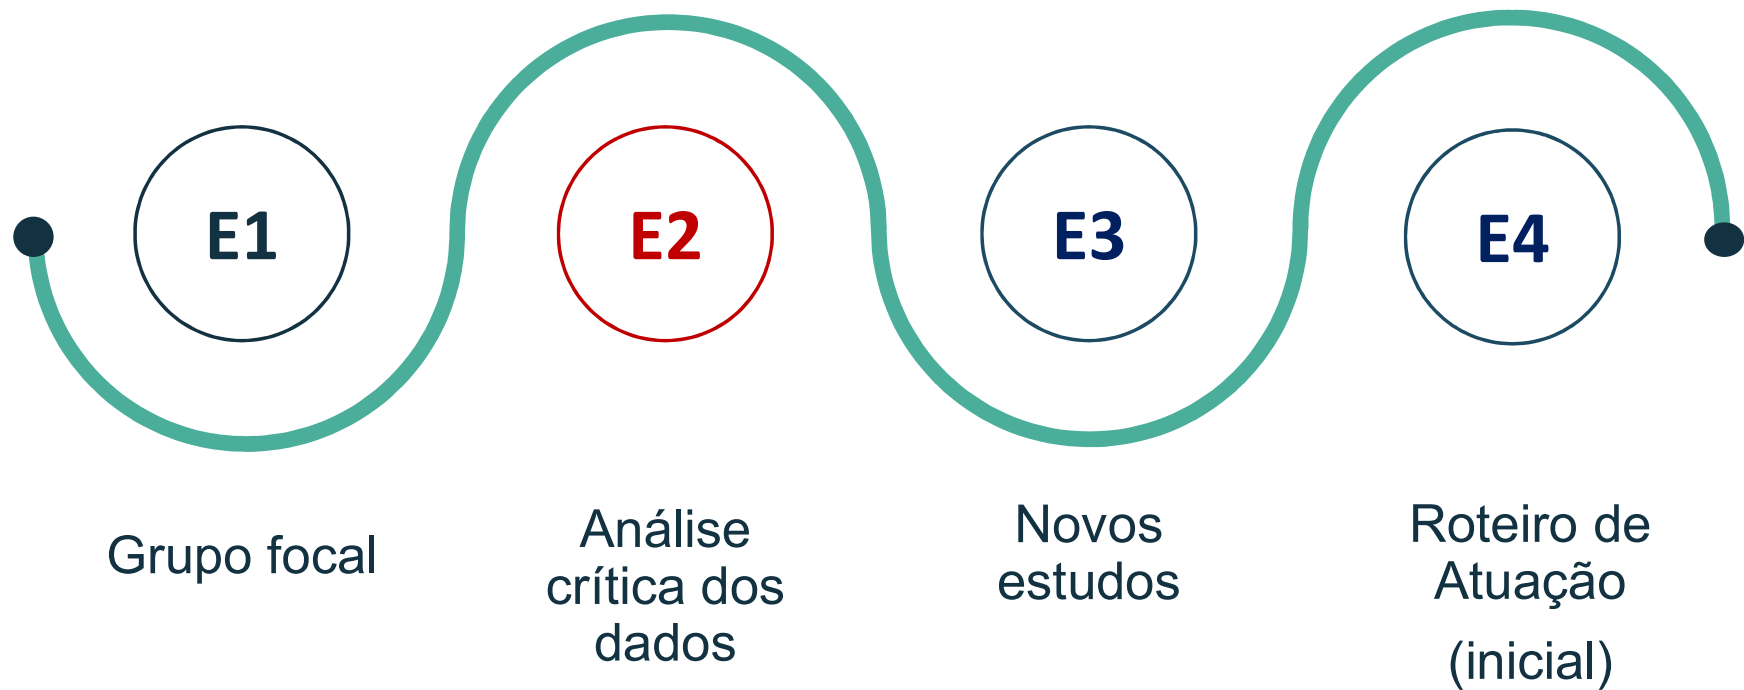 E1
E2
E3
E4
Grupo focal
Análise
crítica dos
dados
Novos
estudos
Roteiro de
Atuação
(inicial)